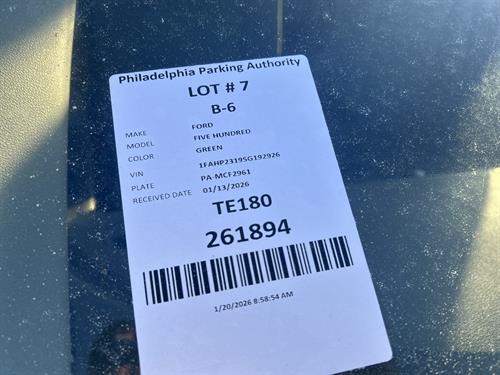 Philadelphia Parking Authority
LOT # 7
B-6
MAKE FORD
MODEL FIVE HUNDRED
COLOR GREEN
VIN 1FAHP23195G192926
PLATE PA-MCF2961
RECEIVED DATE 01/13/2026
TE180
261894
1/20/2026 8:58:54 AM